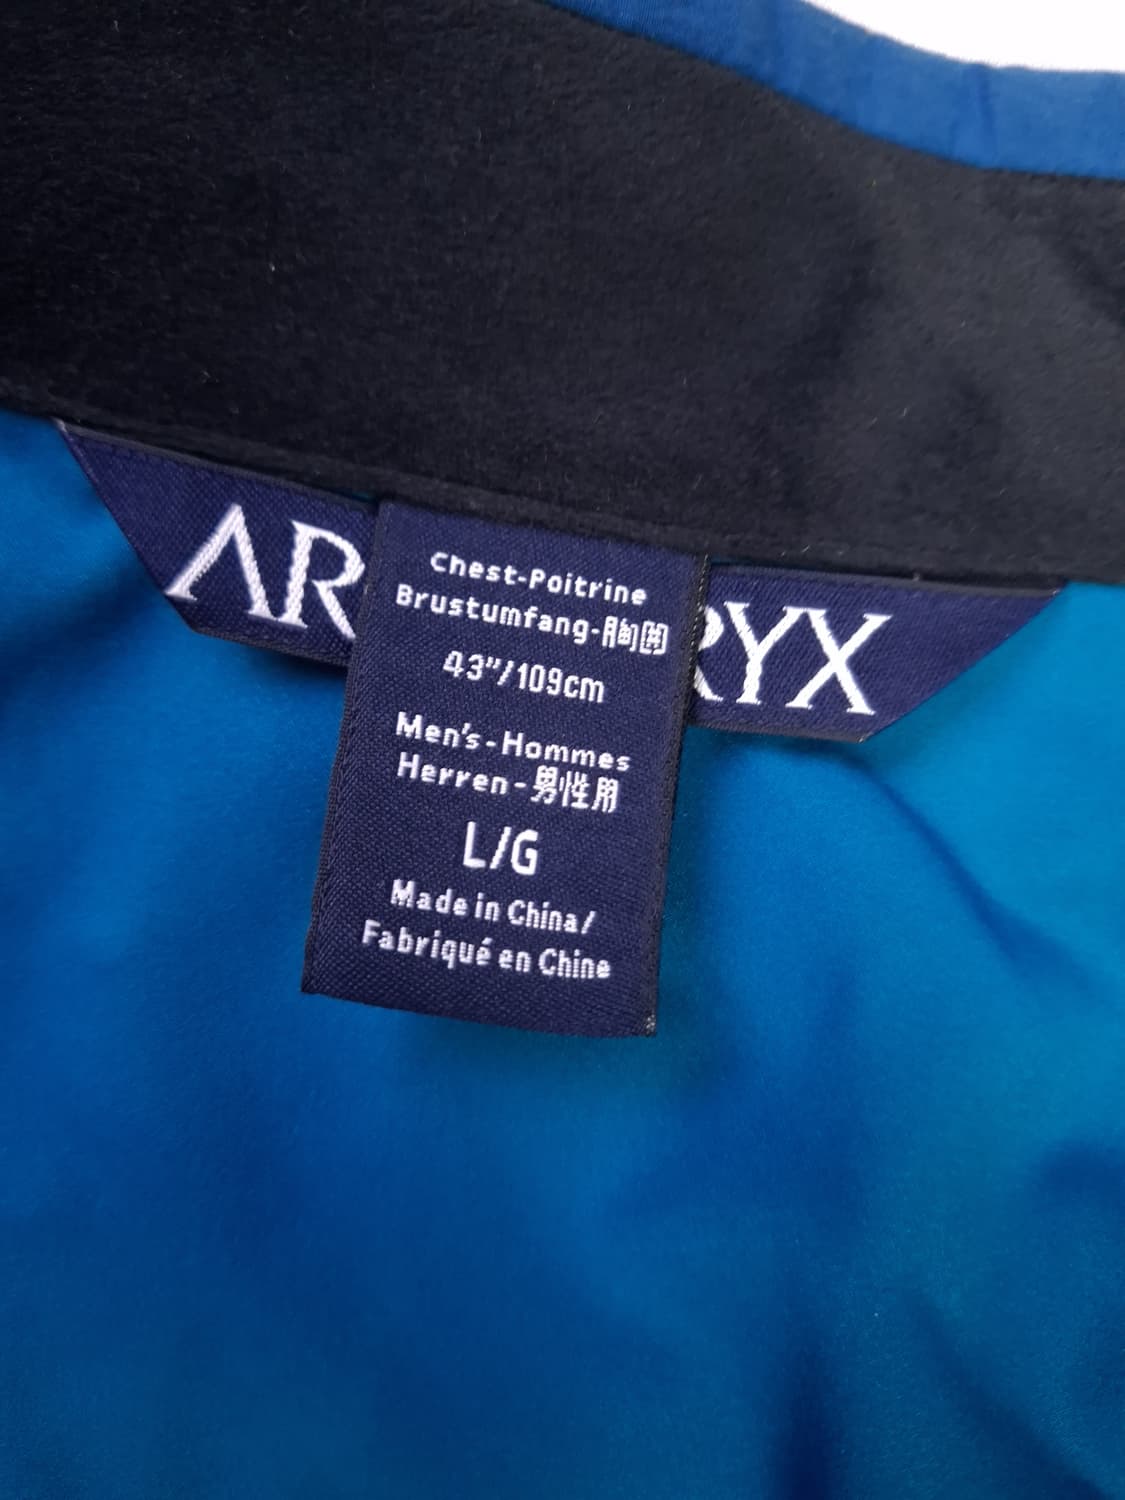 AR RYX
Chest-Poitrine
Brustumfang-胸囲
43"/109cm
Men's-Hommes
Herren-男性用
L/G
Made in China/
Fabriqué en Chine